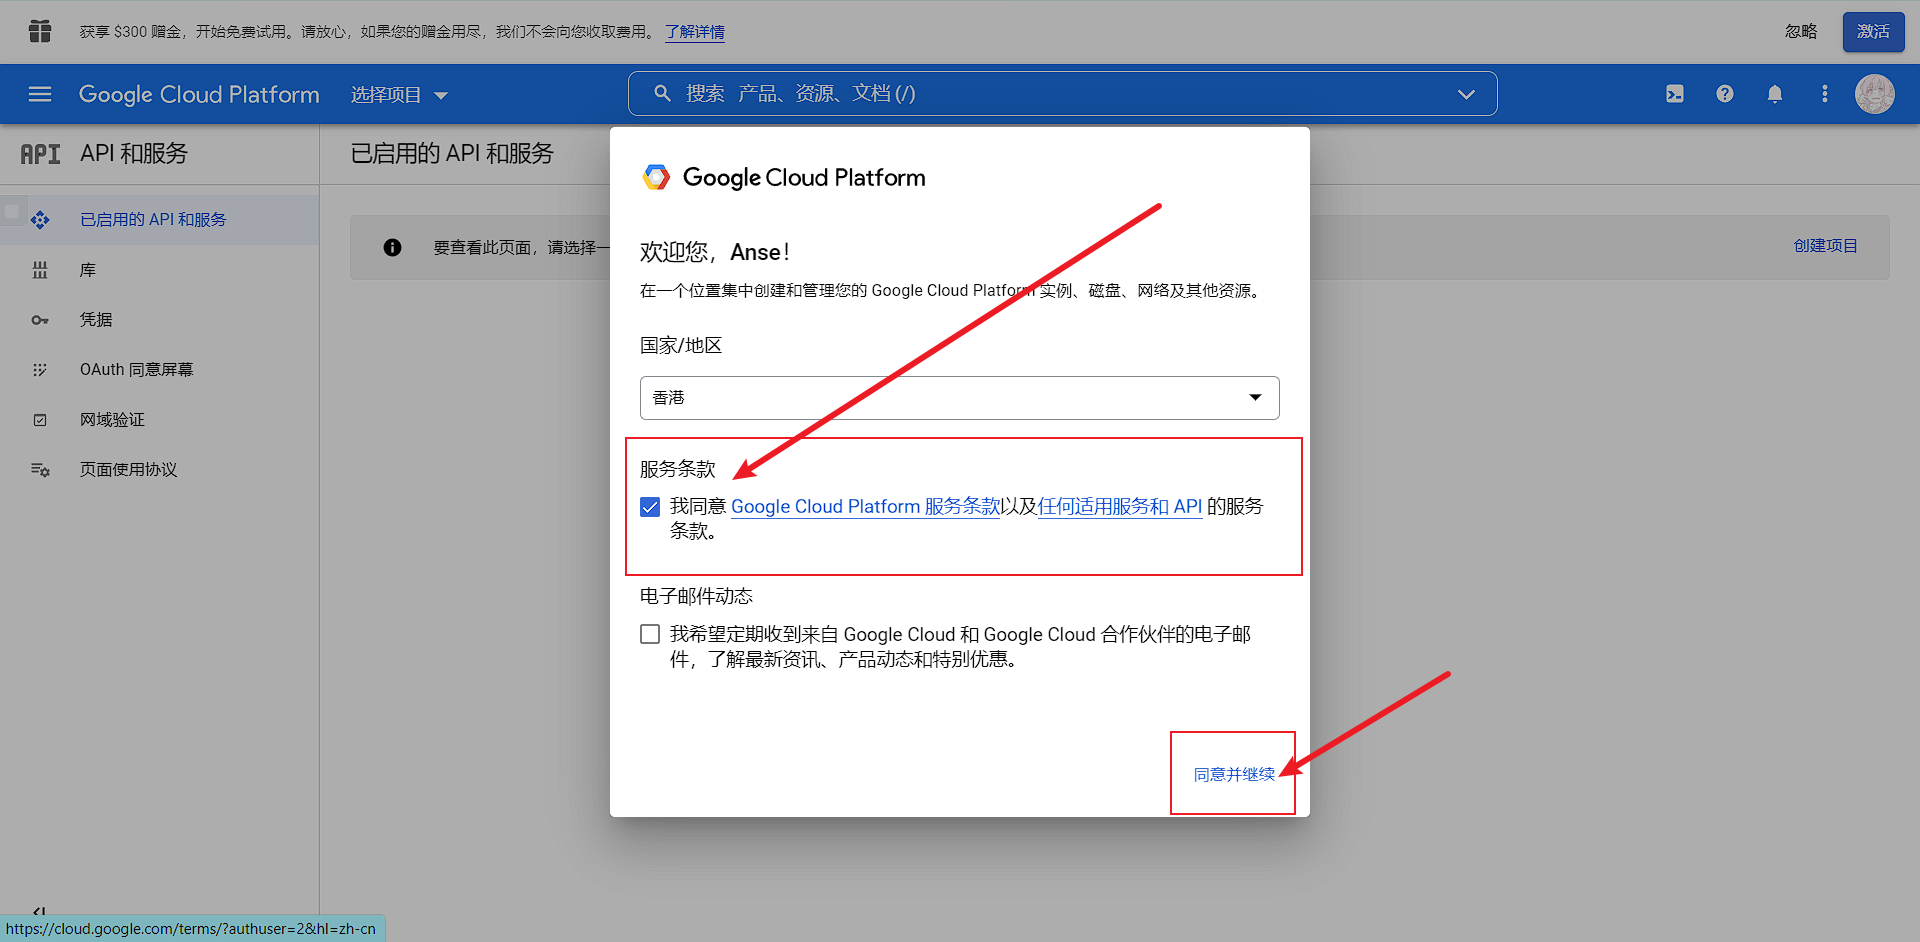 获享 $300 赠金，开始免费试用。请放心，如果您的赠金用尽，我们不会向您收取费用。 了解详情
忽略
激活
Google Cloud Platform
选择项目
搜索 产品、资源、文档 (/)
API
API 和服务
已启用的 API 和服务
库
凭据
OAuth 同意屏幕
网域验证
页面使用协议
已启用的 API 和服务
要查看此页面，请选择一
创建项目
Google Cloud Platform
欢迎您，Anse！
在一个位置集中创建和管理您的 Google Cloud Platform 实例、磁盘、网络及其他资源。
国家/地区
香港
服务条款
我同意 Google Cloud Platform 服务条款以及任何适用服务和 API 的服务
条款。
电子邮件动态
我希望定期收到来自 Google Cloud 和 Google Cloud 合作伙伴的电子邮
件，了解最新资讯、产品动态和特别优惠。
同意并继续
https://cloud.google.com/terms/?authuser=2&hl=zh-cn